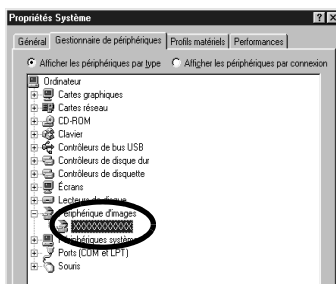 Propriétés Système
Général Gestionnaire de périphériques Profils matériels Performances
Afficher les périphériques par type Afficher les périphériques par connexion
Ordinateur
Cartes graphiques
Cartes réseau
CD-ROM
Clavier
Contrôleurs de bus USB
Contrôleurs de disque dur
Contrôleurs de disquette
Écrans
Lecteurs de disque
Périphérique d'images
XXXXXXXXXXX
Périphériques système
Ports (COM et LPT)
Souris